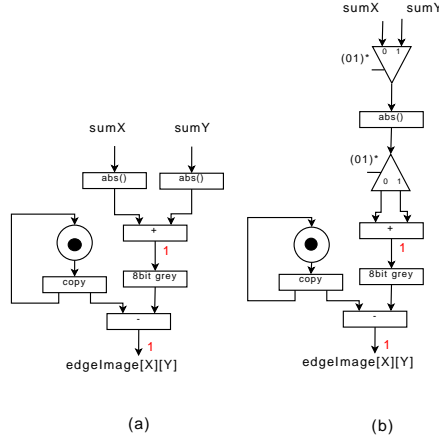 sumX sumY
0 1
(01)*
abs()
sumX sumY
abs() abs()
(01)*
0 1
+
1
+
1
copy
8bit grey
copy
8bit grey
-
1
-
1
edgeImage[X][Y]
edgeImage[X][Y]
(a)
(b)